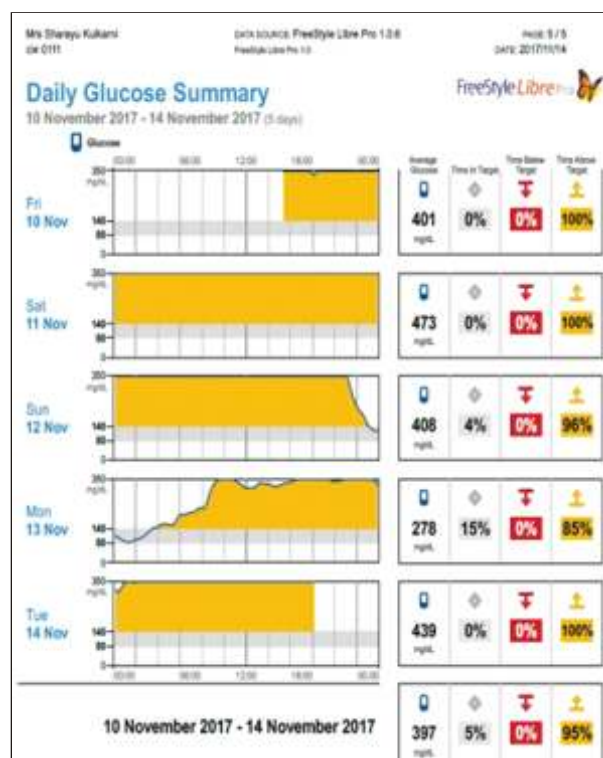 Mrs Sharayu Kulkarni
DATA SOURCE: FreeStyle Libre Pro 1.0.6
PAGE: 5 / 5
ID# 0111
FreeStyle Libre Pro 1.0
DATE: 2017/11/14
Daily Glucose Summary
FreeStyle Libre Pro
10 November 2017 - 14 November 2017 (5 days)
Glucose
00:00 06:00 12:00 18:00 00:00
Average Glucose
Time In Target
Time Below Target
Time Above Target
Fri
10 Nov
350
mg/dL
140
80
0
401 0% 0% 100%
mg/dL
Sat
11 Nov
350
mg/dL
140
80
0
473 0% 0% 100%
mg/dL
Sun
12 Nov
350
mg/dL
140
80
0
408 4% 0% 96%
mg/dL
Mon
13 Nov
350
mg/dL
140
80
0
278 15% 0% 85%
mg/dL
Tue
14 Nov
350
mg/dL
140
80
0
439 0% 0% 100%
mg/dL
00:00 06:00 12:00 18:00 00:00
10 November 2017 - 14 November 2017
397 5% 0% 95%
mg/dL